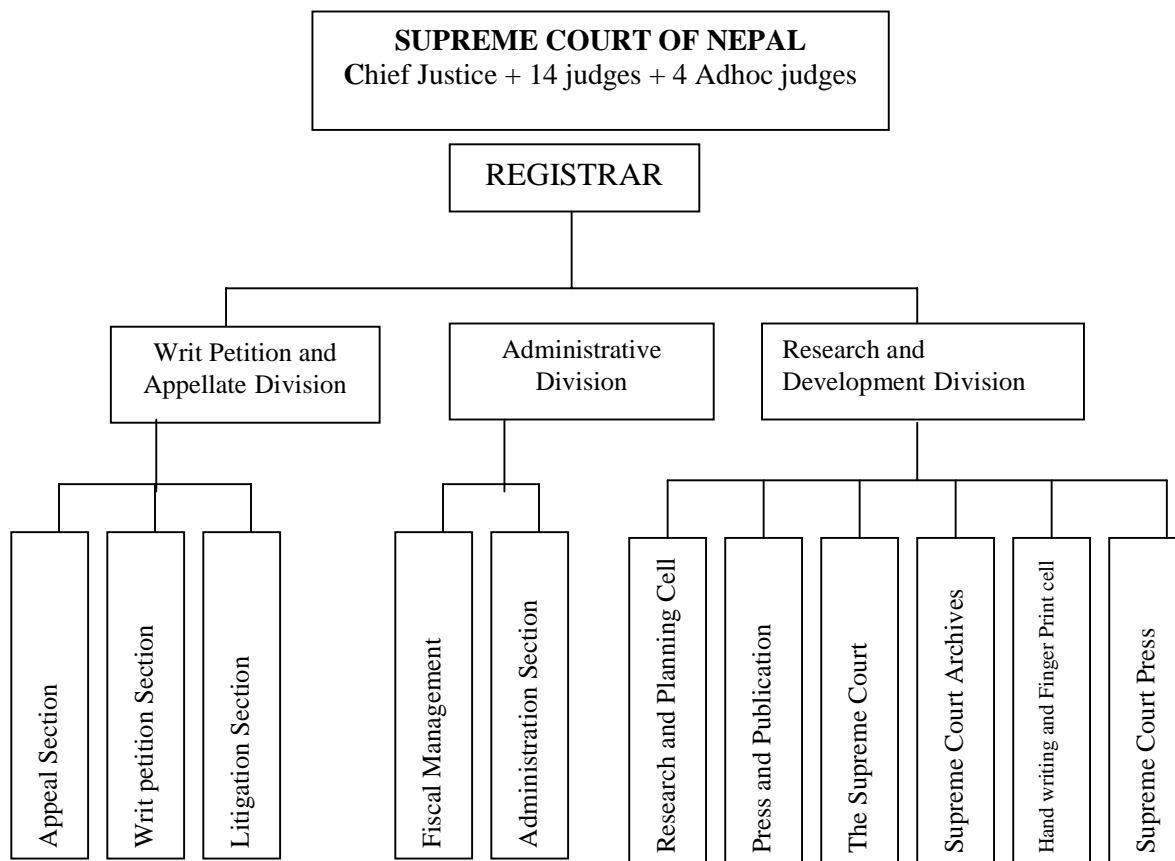 SUPREME COURT OF NEPAL
Chief Justice + 14 judges + 4 Adhoc judges
REGISTRAR
Writ Petition and
Appellate Division
Administrative
Division
Research and
Development Division
Appeal Section
Writ petition Section
Litigation Section
Fiscal Management
Administration Section
Research and Planning Cell
Press and Publication
The Supreme Court
Supreme Court Archives
Hand writing and Finger Print cell
Supreme Court Press